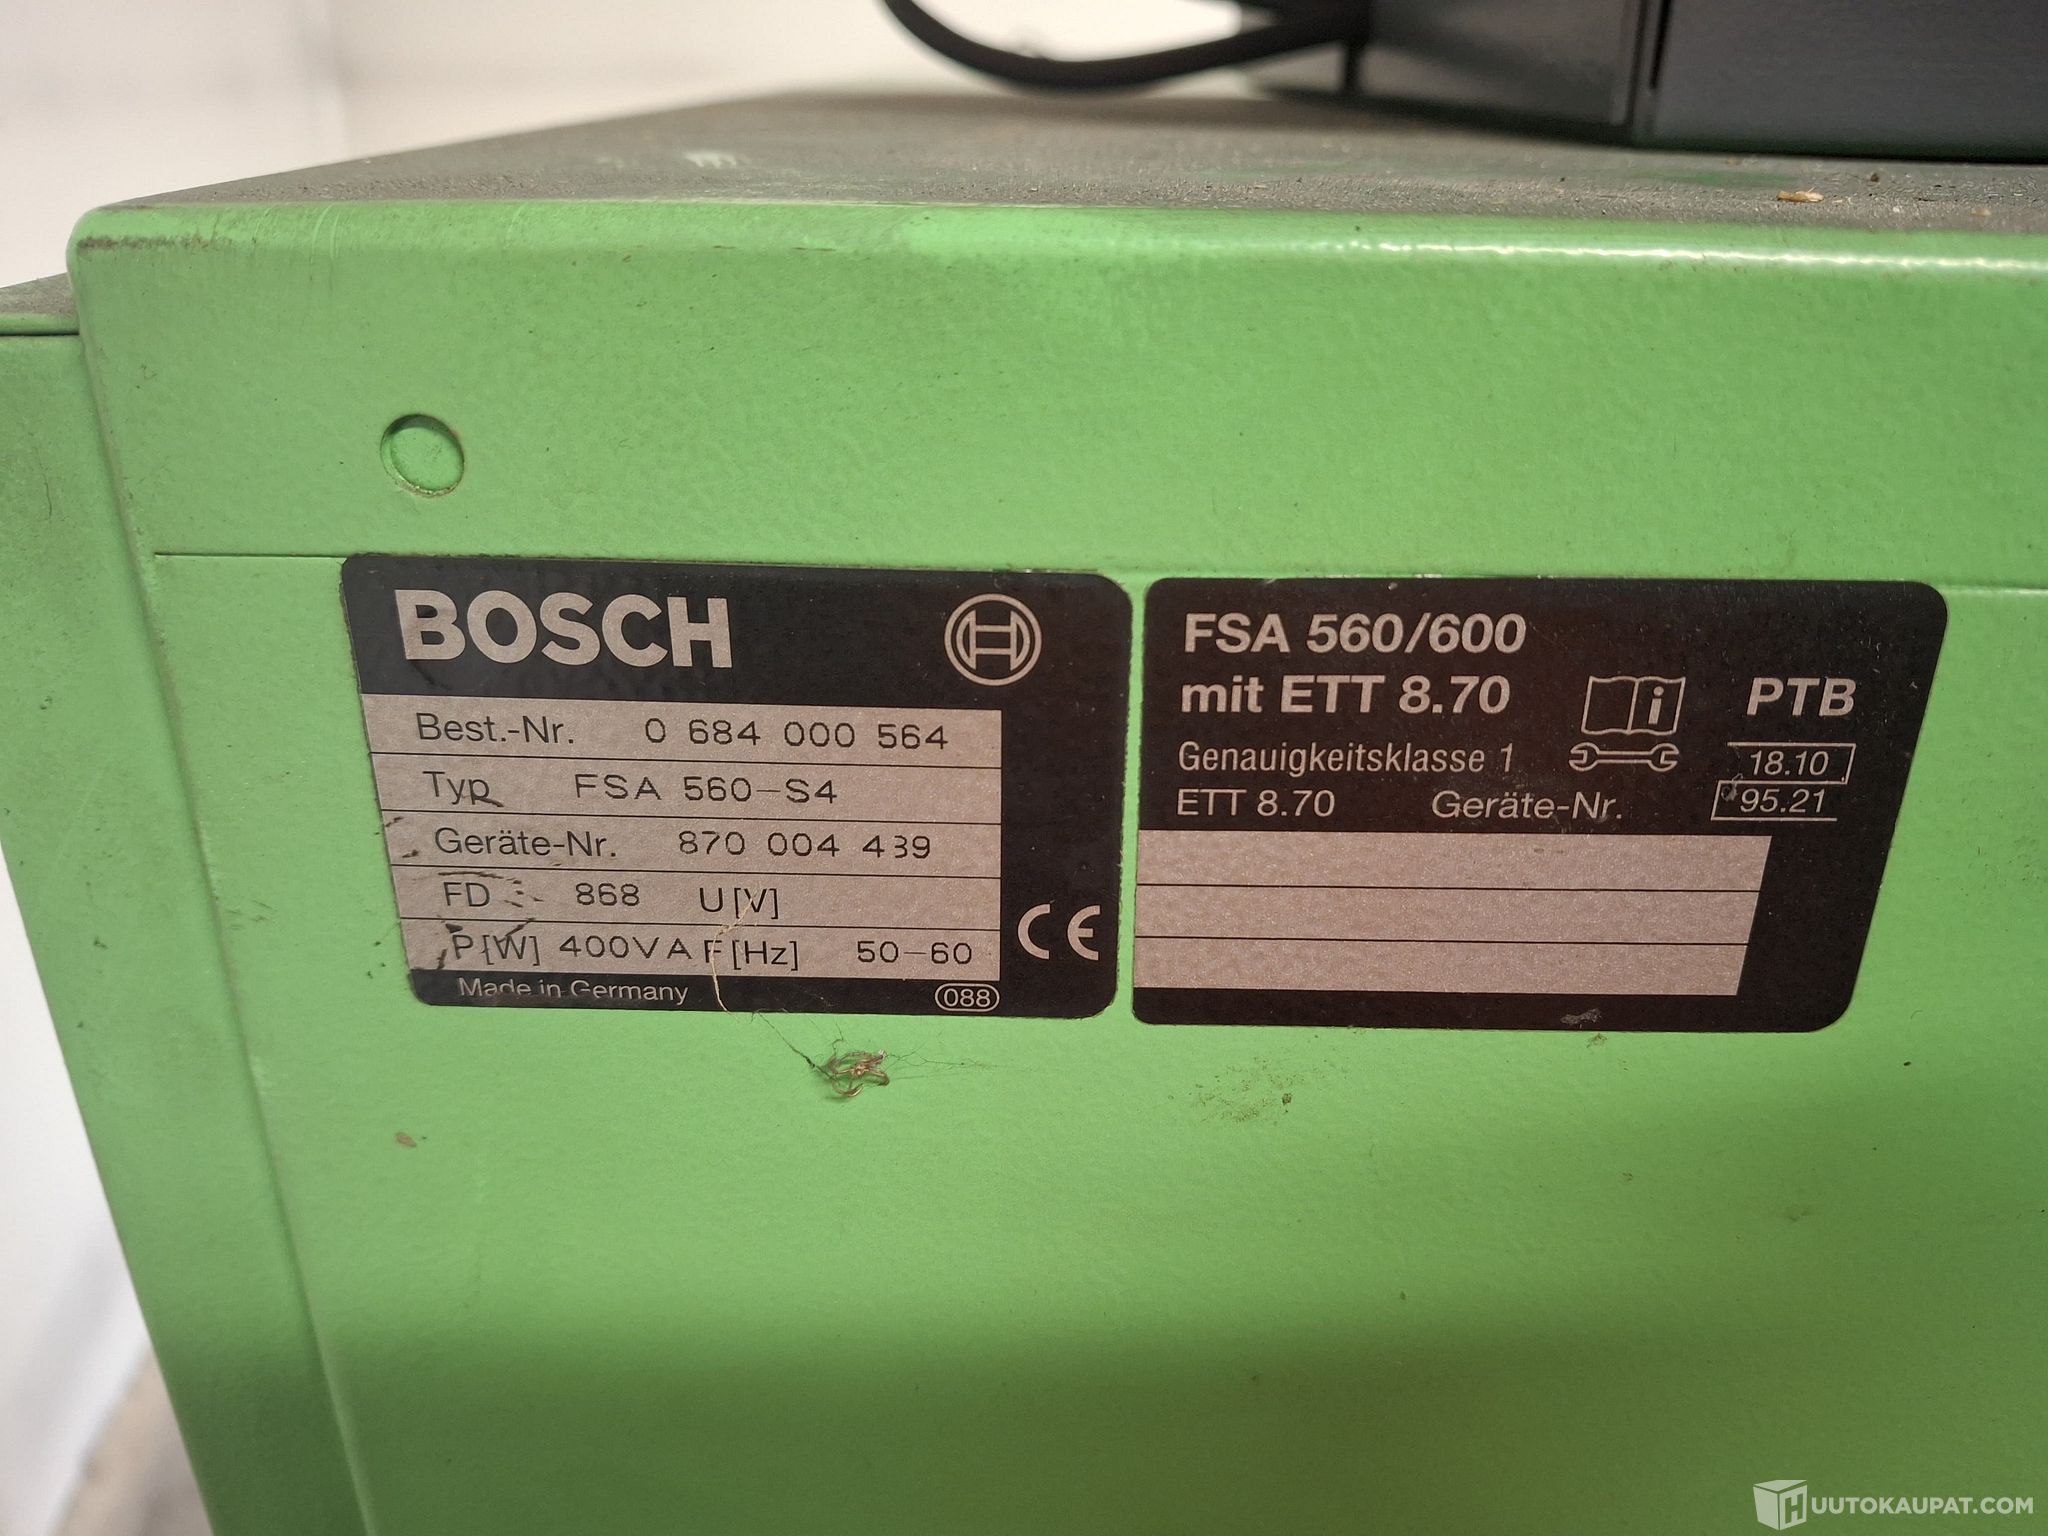 BOSCH
Best.-Nr. 0 684 000 564
Typ FSA 560-S4
Geräte-Nr. 870 004 439
FD 868 U[V]
P[W] 400VA F[Hz] 50-60
CE
Made in Germany 088
FSA 560/600
mit ETT 8.70
i PTB
Genauigkeitsklasse 1 18.10
ETT 8.70 Geräte-Nr. 95.21
HUUTOKAUPAT.COM